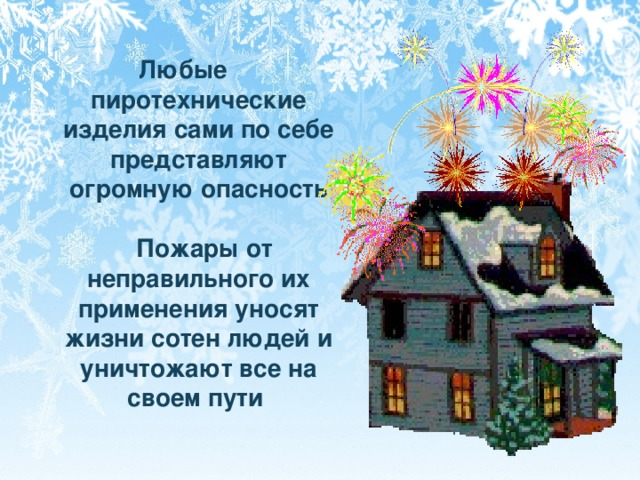 Любые
пиротехнические
изделия сами по себе
представляют
огромную опасность
Пожары от
неправильного их
применения уносят
жизни сотен людей и
уничтожают все на
своем пути